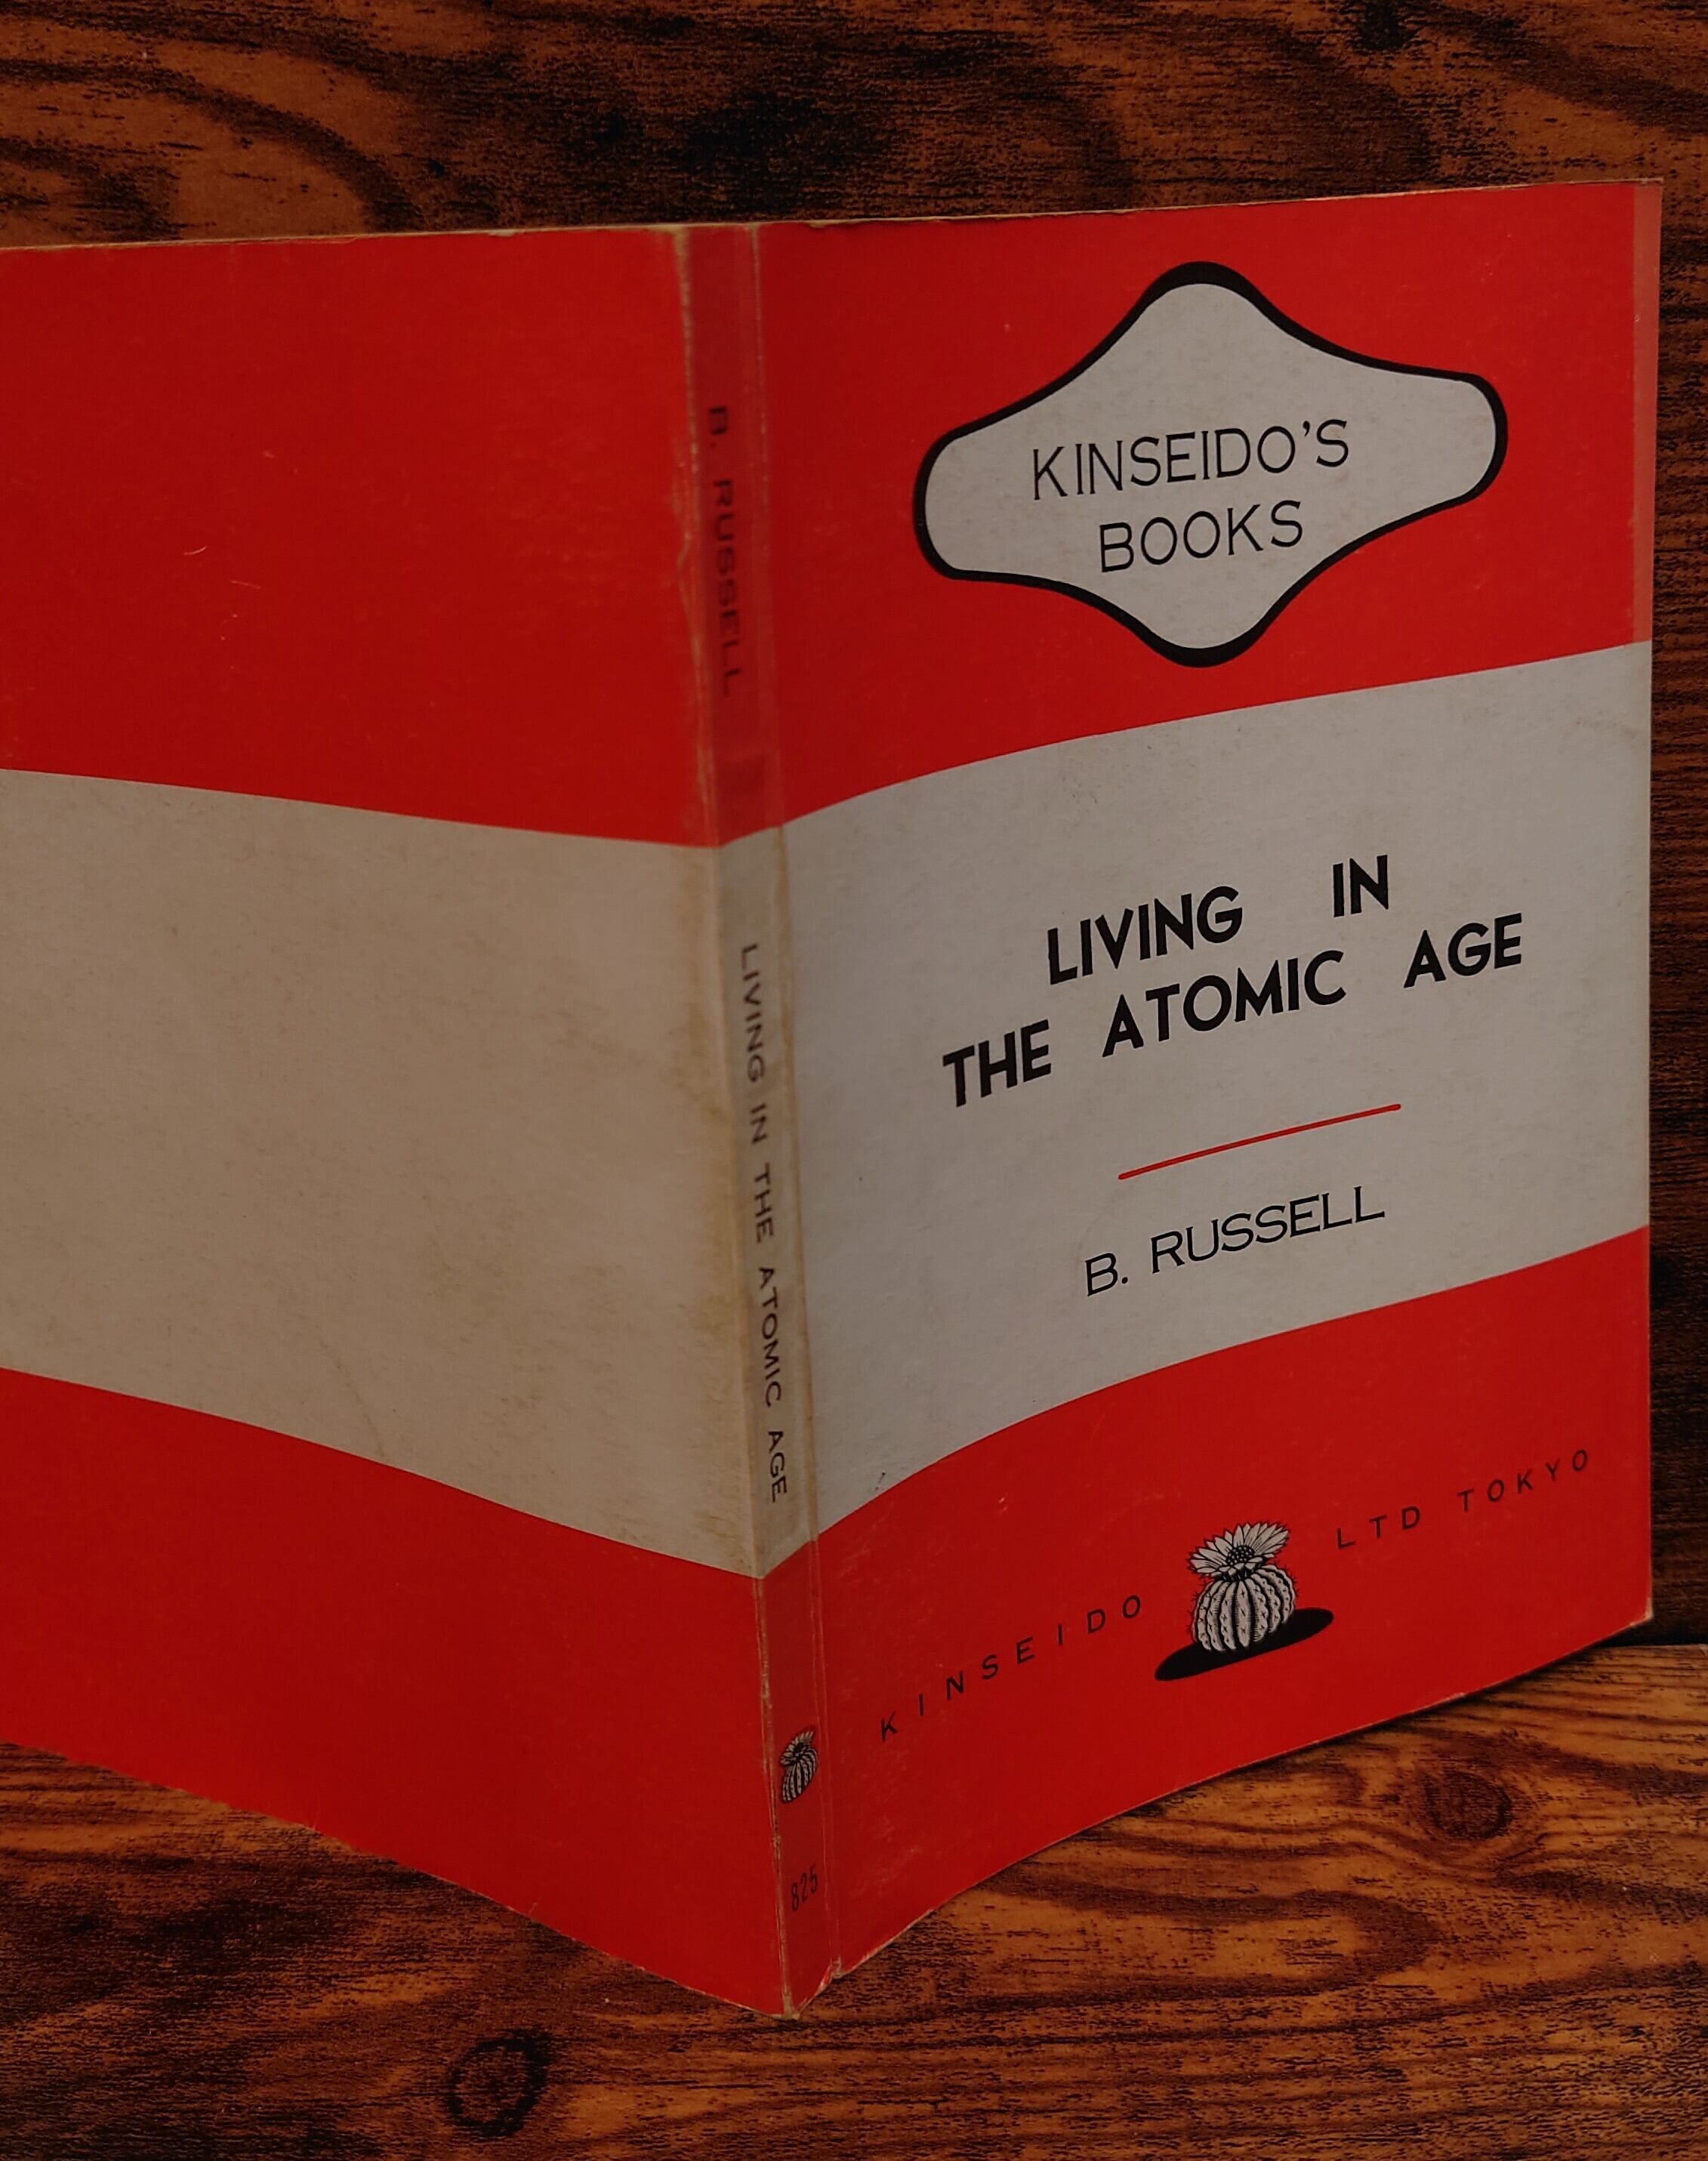 B. RUSSELL
LIVING IN THE ATOMIC AGE
825
KINSEIDO'S
BOOKS
LIVING IN
THE ATOMIC AGE
B. RUSSELL
KINSEIDO LTD TOKYO